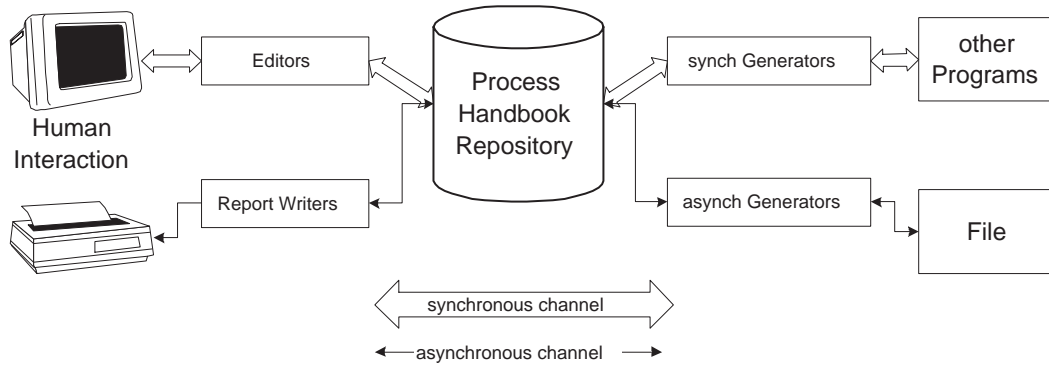 Editors
Process
Handbook
Repository
synch Generators
other
Programs
Human
Interaction
Report Writers
asynch Generators
File
synchronous channel
asynchronous channel